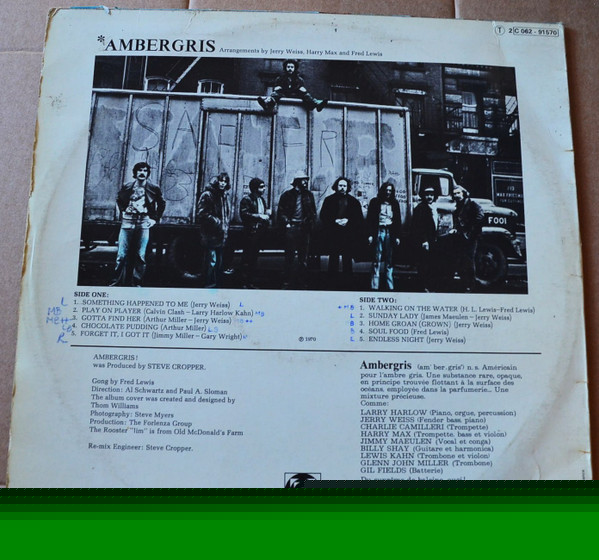 *AMBERGRIS Arrangements by Jerry Weiss, Harry Max and Fred Lewis
T 2 C 062 - 91570
SAFE R
FOO1
SIDE ONE:
1. SOMETHING HAPPENED TO ME (Jerry Weiss) L
2. PLAY ON PLAYER (Calvin Clash – Larry Harlow Kahn) MB
3. GOTTA FIND HER (Arthur Miller – Jerry Weiss)
4. CHOCOLATE PUDDING (Arthur Miller)
5. FORGET IT, I GOT IT (Jimmy Miller – Gary Wright)
℗ 1970
SIDE TWO:
1. WALKING ON THE WATER (H. L. Lewis–Fred Lewis)
2. SUNDAY LADY (James Maeulen – Jerry Weiss)
3. HOME GROAN (GROWN) (Jerry Weiss)
4. SOUL FOOD (Fred Lewis)
5. ENDLESS NIGHT (Jerry Weiss)
AMBERGRIS!
was Produced by STEVE CROPPER.
Gong by Fred Lewis
Direction: Al Schwartz and Paul A. Sloman
The album cover was created and designed by
Thom Williams
Photography: Steve Myers
Production: The Forlenza Group
The Rooster "Jim" is from Old McDonald's Farm
Re-mix Engineer: Steve Cropper.
Ambergris (am' ber .gris') n. s. Américain
pour l'ambre gris. Une substance rare, opaque,
en principe trouvée flottant à la surface des
océans, employée dans la parfumerie... Une
mixture précieuse.
Comme:
LARRY HARLOW (Piano, orgue, percussion)
JERRY WEISS (Fender bass, piano)
CHARLIE CAMILLERI (Trompette)
HARRY MAX (Trompette, bass et violon)
JIMMY MAEULEN (Vocal et conga)
BILLY SHAY (Guitare et harmonica)
LEWIS KAHN (Trombone et violon)
GLENN JOHN MILLER (Trombone)
GIL FIELDS (Batterie)